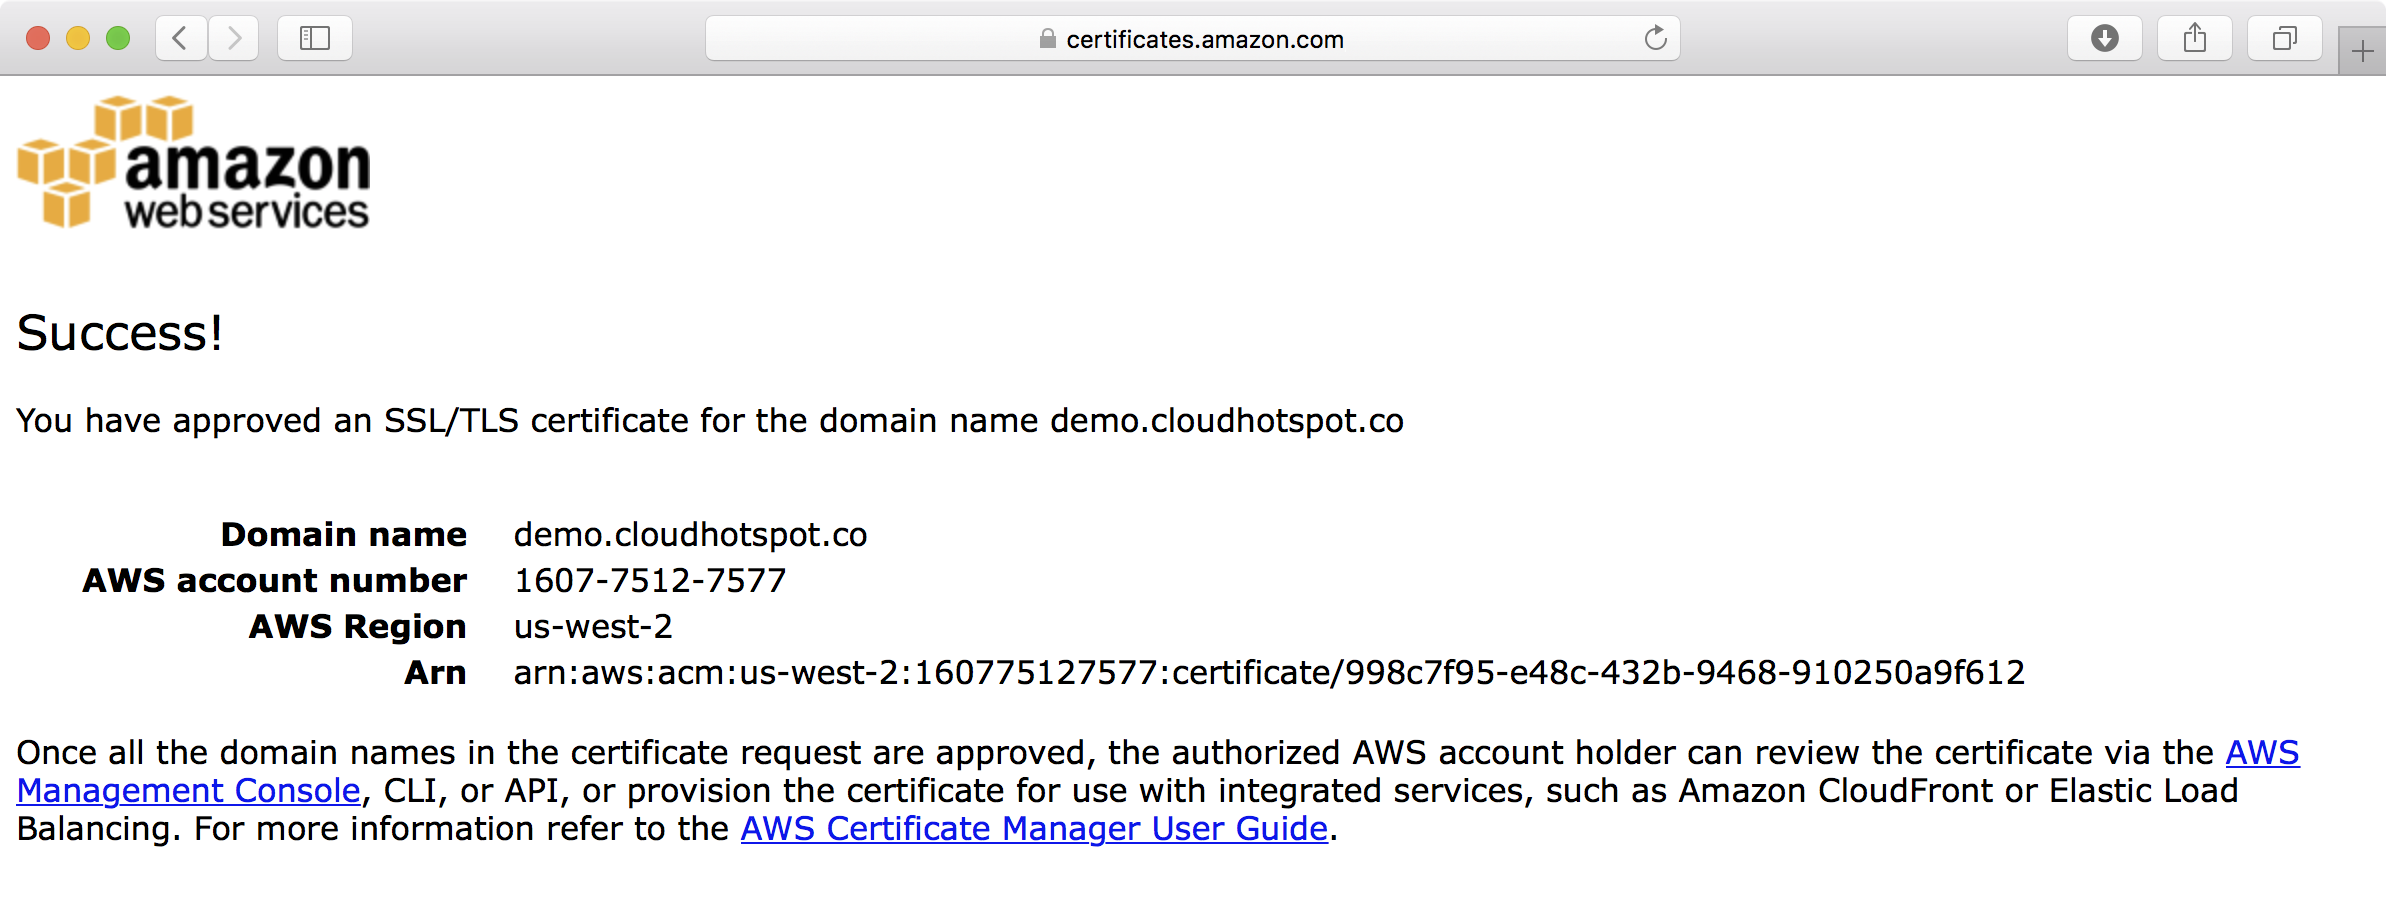 certificates.amazon.com
amazon
web services
Success!
You have approved an SSL/TLS certificate for the domain name demo.cloudhotspot.co
Domain name demo.cloudhotspot.co
AWS account number 1607-7512-7577
AWS Region us-west-2
Arn arn:aws:acm:us-west-2:160775127577:certificate/998c7f95-e48c-432b-9468-910250a9f612
Once all the domain names in the certificate request are approved, the authorized AWS account holder can review the certificate via the AWS
Management Console, CLI, or API, or provision the certificate for use with integrated services, such as Amazon CloudFront or Elastic Load
Balancing. For more information refer to the AWS Certificate Manager User Guide.